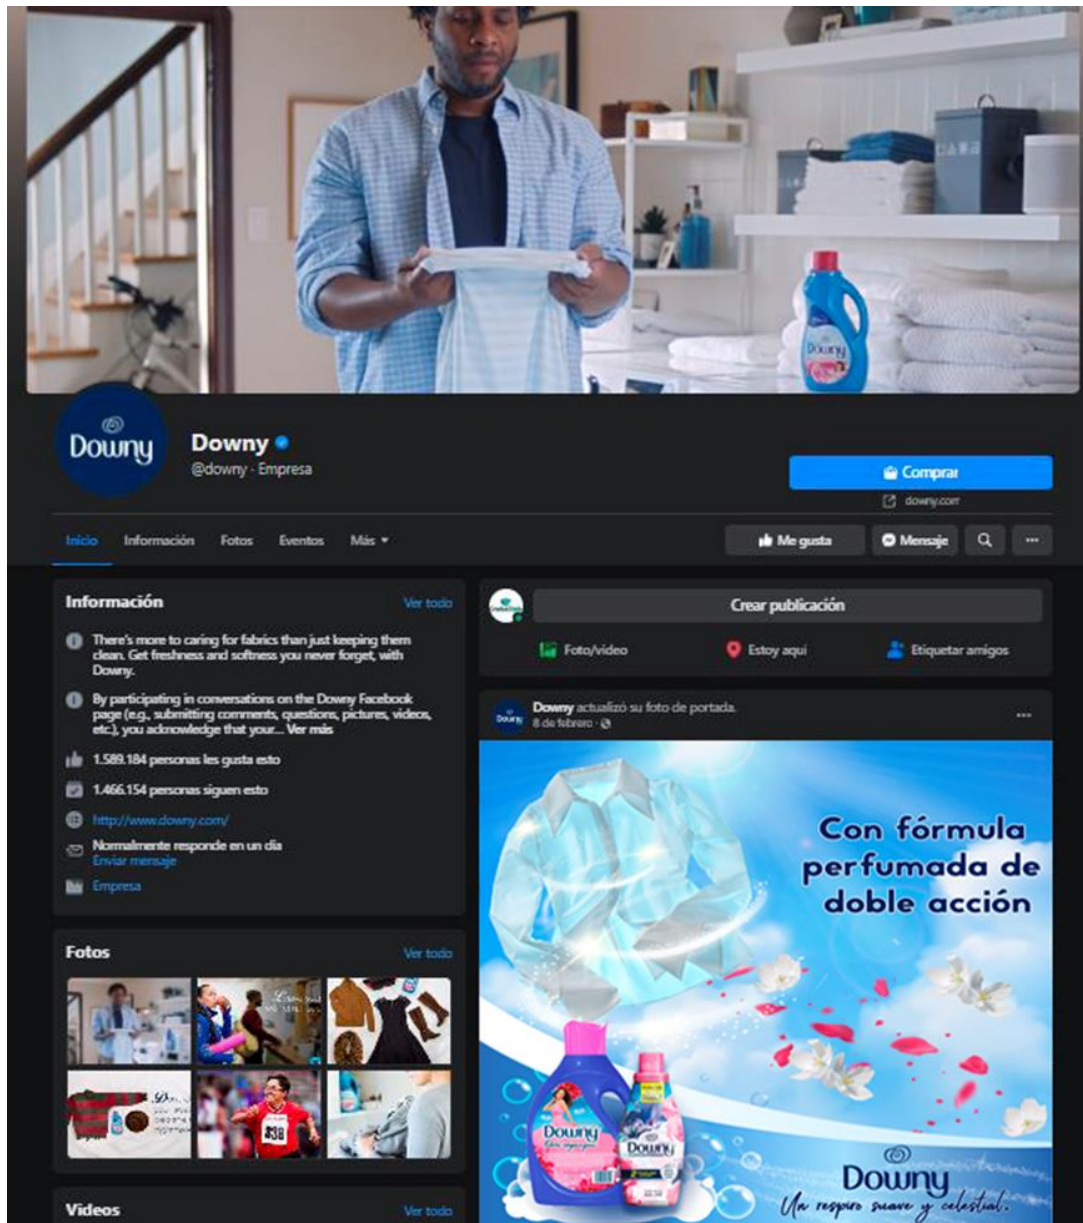 Downy
Downy
Downy
@downy · Empresa
Comprar
downy.com
Inicio
Información
Fotos
Eventos
Más
Me gusta
Mensaje
Información
Ver todo
There's more to caring for fabrics than just keeping them
clean. Get freshness and softness you never forget, with
Downy.
By participating in conversations on the Downy Facebook
page (e.g., submitting comments, questions, pictures, videos,
etc.), you acknowledge that your... Ver más
1.589.184 personas les gusta esto
1.466.154 personas siguen esto
http://www.downy.com/
Normalmente responde en un día
Enviar mensaje
Empresa
Fotos
Ver todo
338
Videos
Ver todo
Crear publicación
Foto/video
Estoy aquí
Etiquetar amigos
Downy
Downy actualizó su foto de portada.
8 de febrero ·
Con fórmula
perfumada de
doble acción
Downy
Downy
Downy
Un respiro suave y celestial.